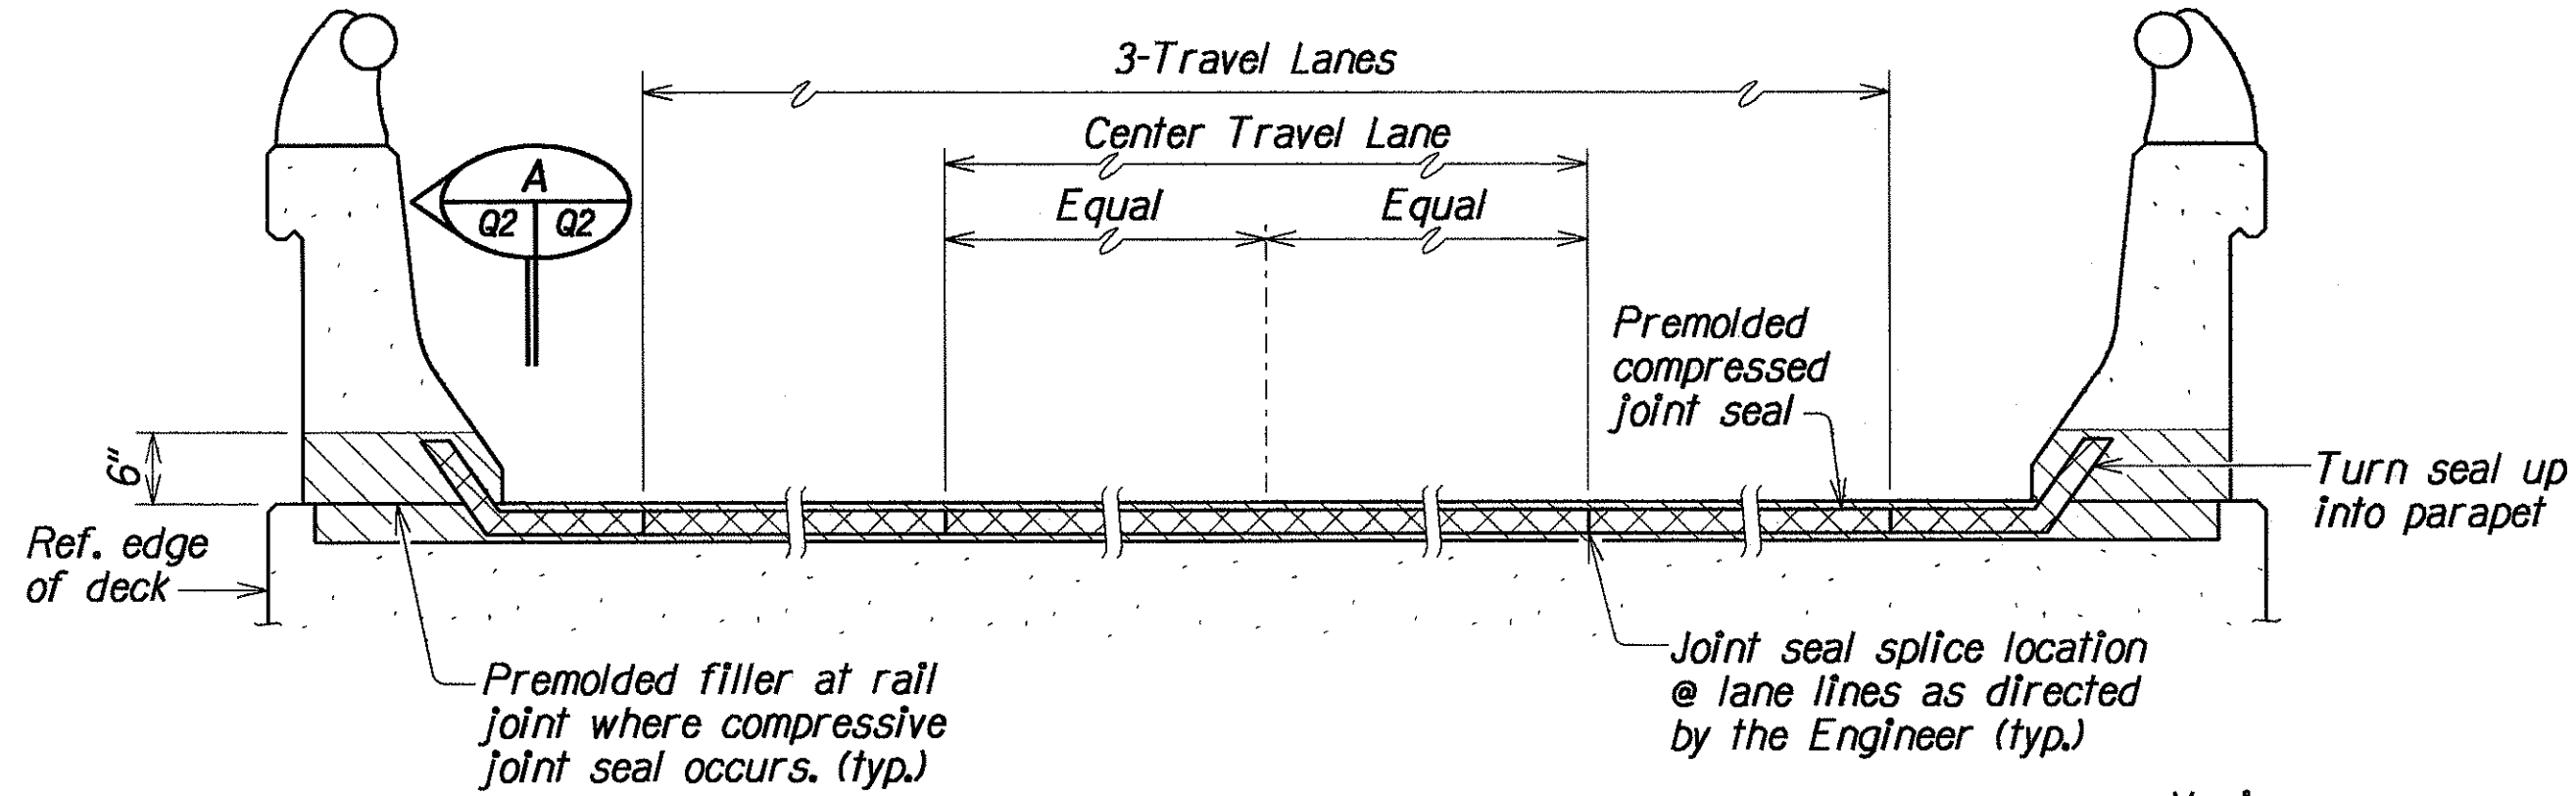 3-Travel Lanes
Center Travel Lane
A
Q2 Q2
Equal Equal
Premolded
compressed
joint seal
6"
Turn seal up
into parapet
Ref. edge
of deck
Joint seal splice location
@ lane lines as directed
by the Engineer (typ.)
Premolded filler at rail
joint where compressive
joint seal occurs. (typ.)